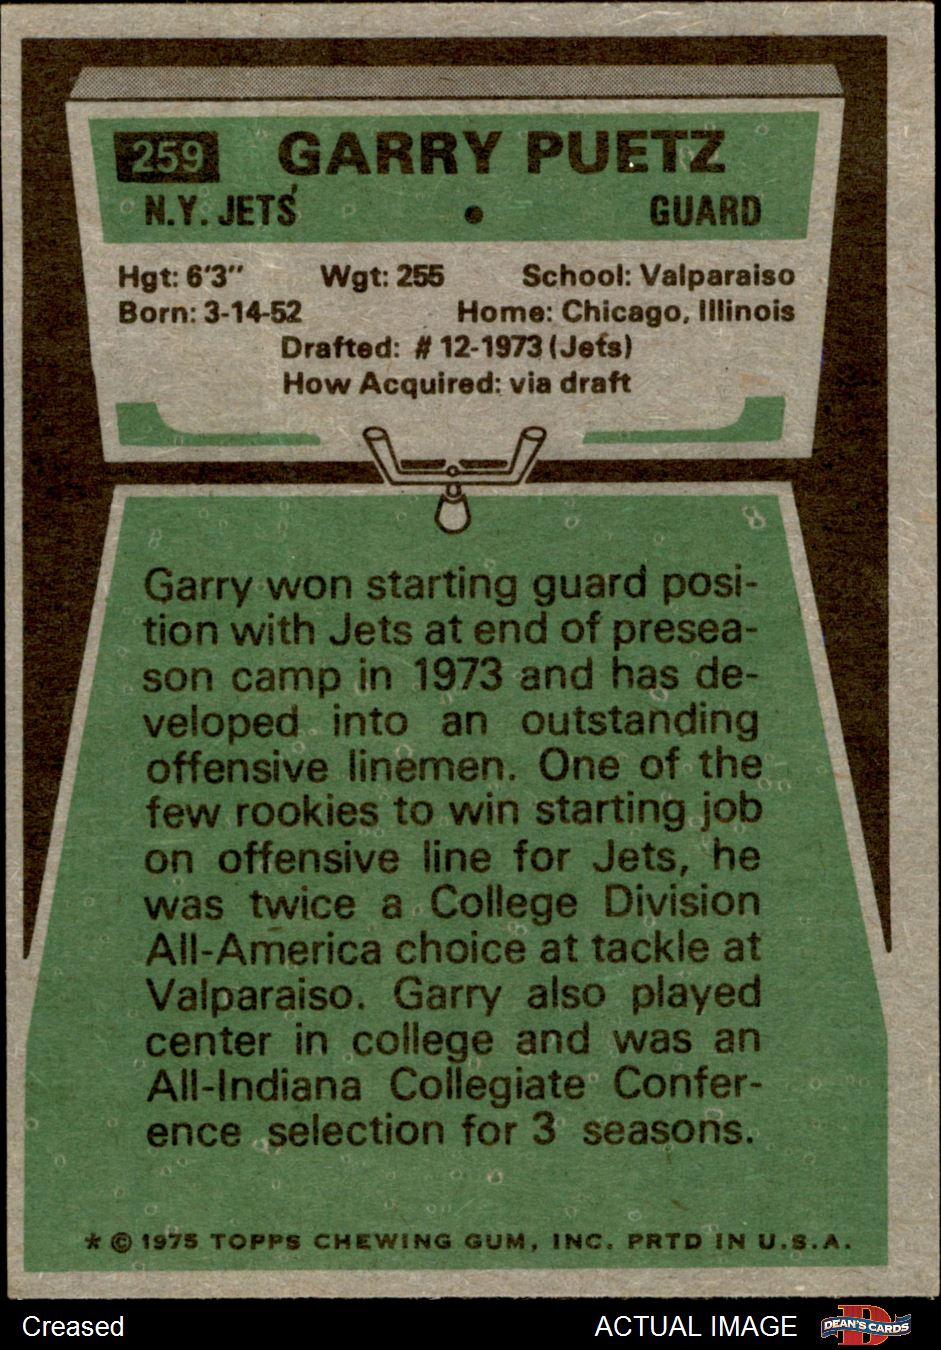 259 GARRY PUETZ
N.Y. JETS • GUARD
Hgt: 6'3" Wgt: 255 School: Valparaiso
Born: 3-14-52 Home: Chicago, Illinois
Drafted: # 12-1973 (Jets)
How Acquired: via draft
Garry won starting guard posi-
tion with Jets at end of presea-
son camp in 1973 and has de-
veloped into an outstanding
offensive linemen. One of the
few rookies to win starting job
on offensive line for Jets, he
was twice a College Division
All-America choice at tackle at
Valparaiso. Garry also played
center in college and was an
All-Indiana Collegiate Confer-
ence selection for 3 seasons.
* © 1975 TOPPS CHEWING GUM, INC. PRTD IN U.S.A.
Creased ACTUAL IMAGE DEAN'S CARDS